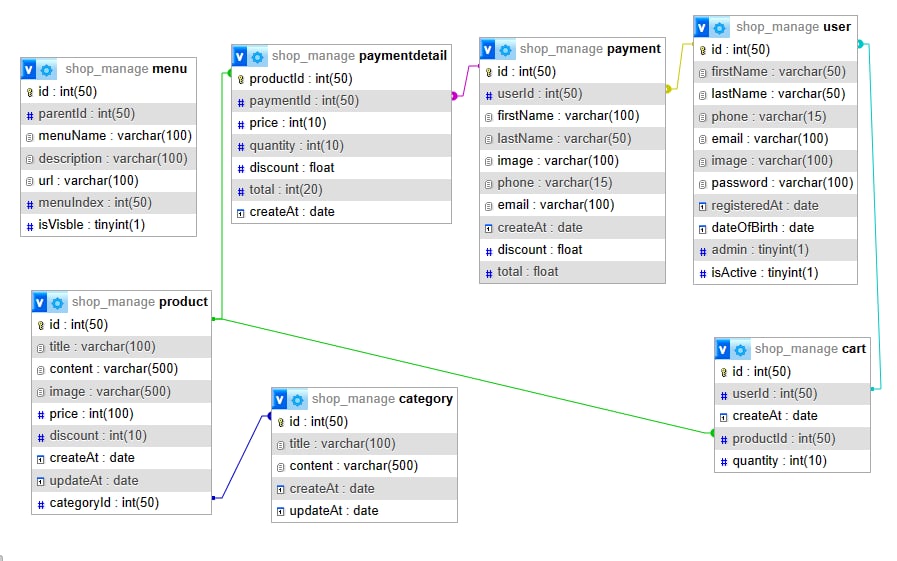 shop_manage menu
id : int(50)
parentId : int(50)
menuName : varchar(100)
description : varchar(100)
url : varchar(100)
menuIndex : int(50)
isVisble : tinyint(1)
shop_manage paymentdetail
productId : int(50)
paymentId : int(50)
price : int(10)
quantity : int(10)
discount : float
total : int(20)
createAt : date
shop_manage payment
id : int(50)
userId : int(50)
firstName : varchar(100)
lastName : varchar(50)
image : varchar(100)
phone : varchar(15)
email : varchar(100)
createAt : date
discount : float
total : float
shop_manage user
id : int(50)
firstName : varchar(50)
lastName : varchar(50)
phone : varchar(15)
email : varchar(100)
image : varchar(100)
password : varchar(100)
registeredAt : date
dateOfBirth : date
admin : tinyint(1)
isActive : tinyint(1)
shop_manage product
id : int(50)
title : varchar(100)
content : varchar(500)
image : varchar(500)
price : int(100)
discount : int(10)
createAt : date
updateAt : date
categoryId : int(50)
shop_manage category
id : int(50)
title : varchar(100)
content : varchar(500)
createAt : date
updateAt : date
shop_manage cart
id : int(50)
userId : int(50)
createAt : date
productId : int(50)
quantity : int(10)